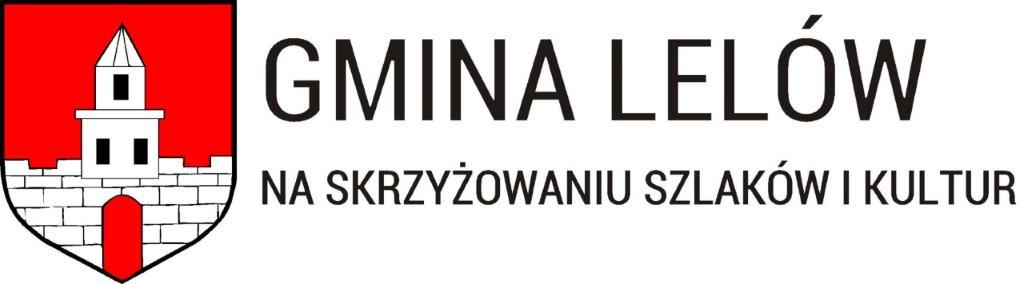 GMINA LELÓW
NA SKRZYŻOWANIU SZLAKÓW I KULTUR